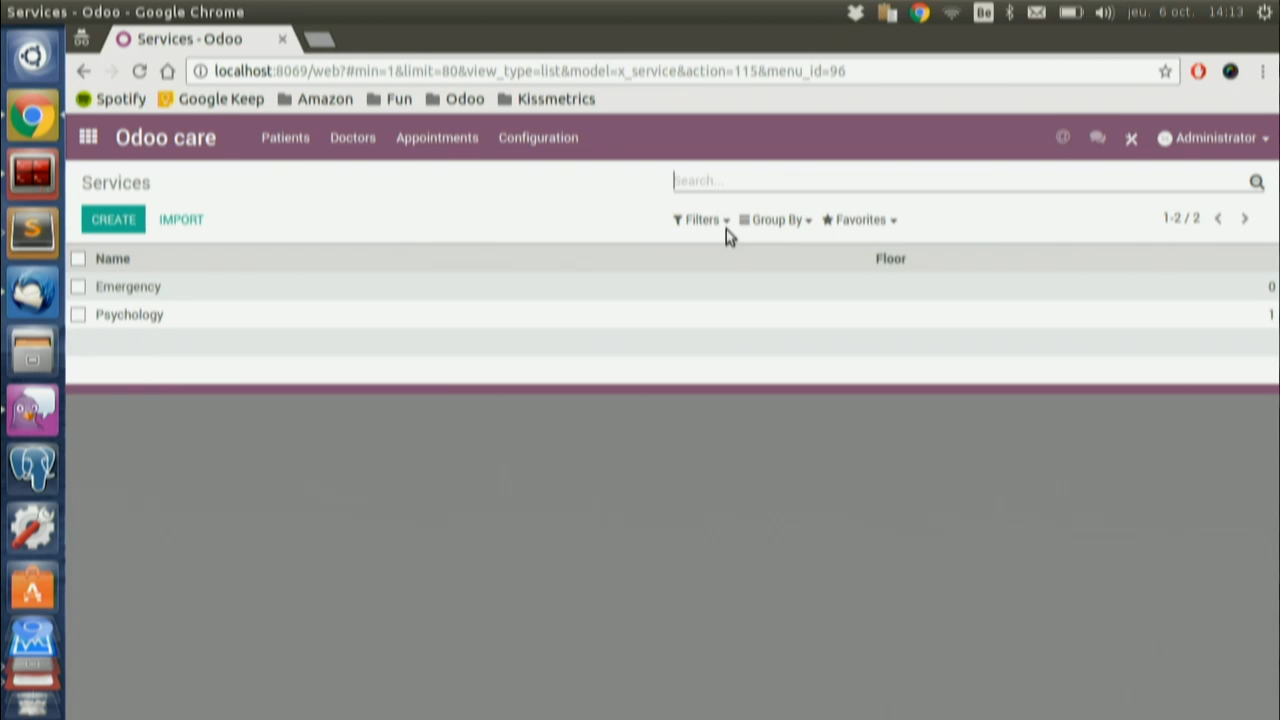 Services - Odoo - Google Chrome
Be
jeu. 6 oct. 14:13
Services - Odoo
localhost:8069/web?#min=1&limit=80&view_type=list&model=x_service&action=115&menu_id=96
Spotify Google Keep Amazon Fun Odoo Kissmetrics
Odoo care Patients Doctors Appointments Configuration @ Administrator
Services Search...
CREATE IMPORT Filters Group By Favorites 1-2 / 2
Name Floor
Emergency 0
Psychology 1
S